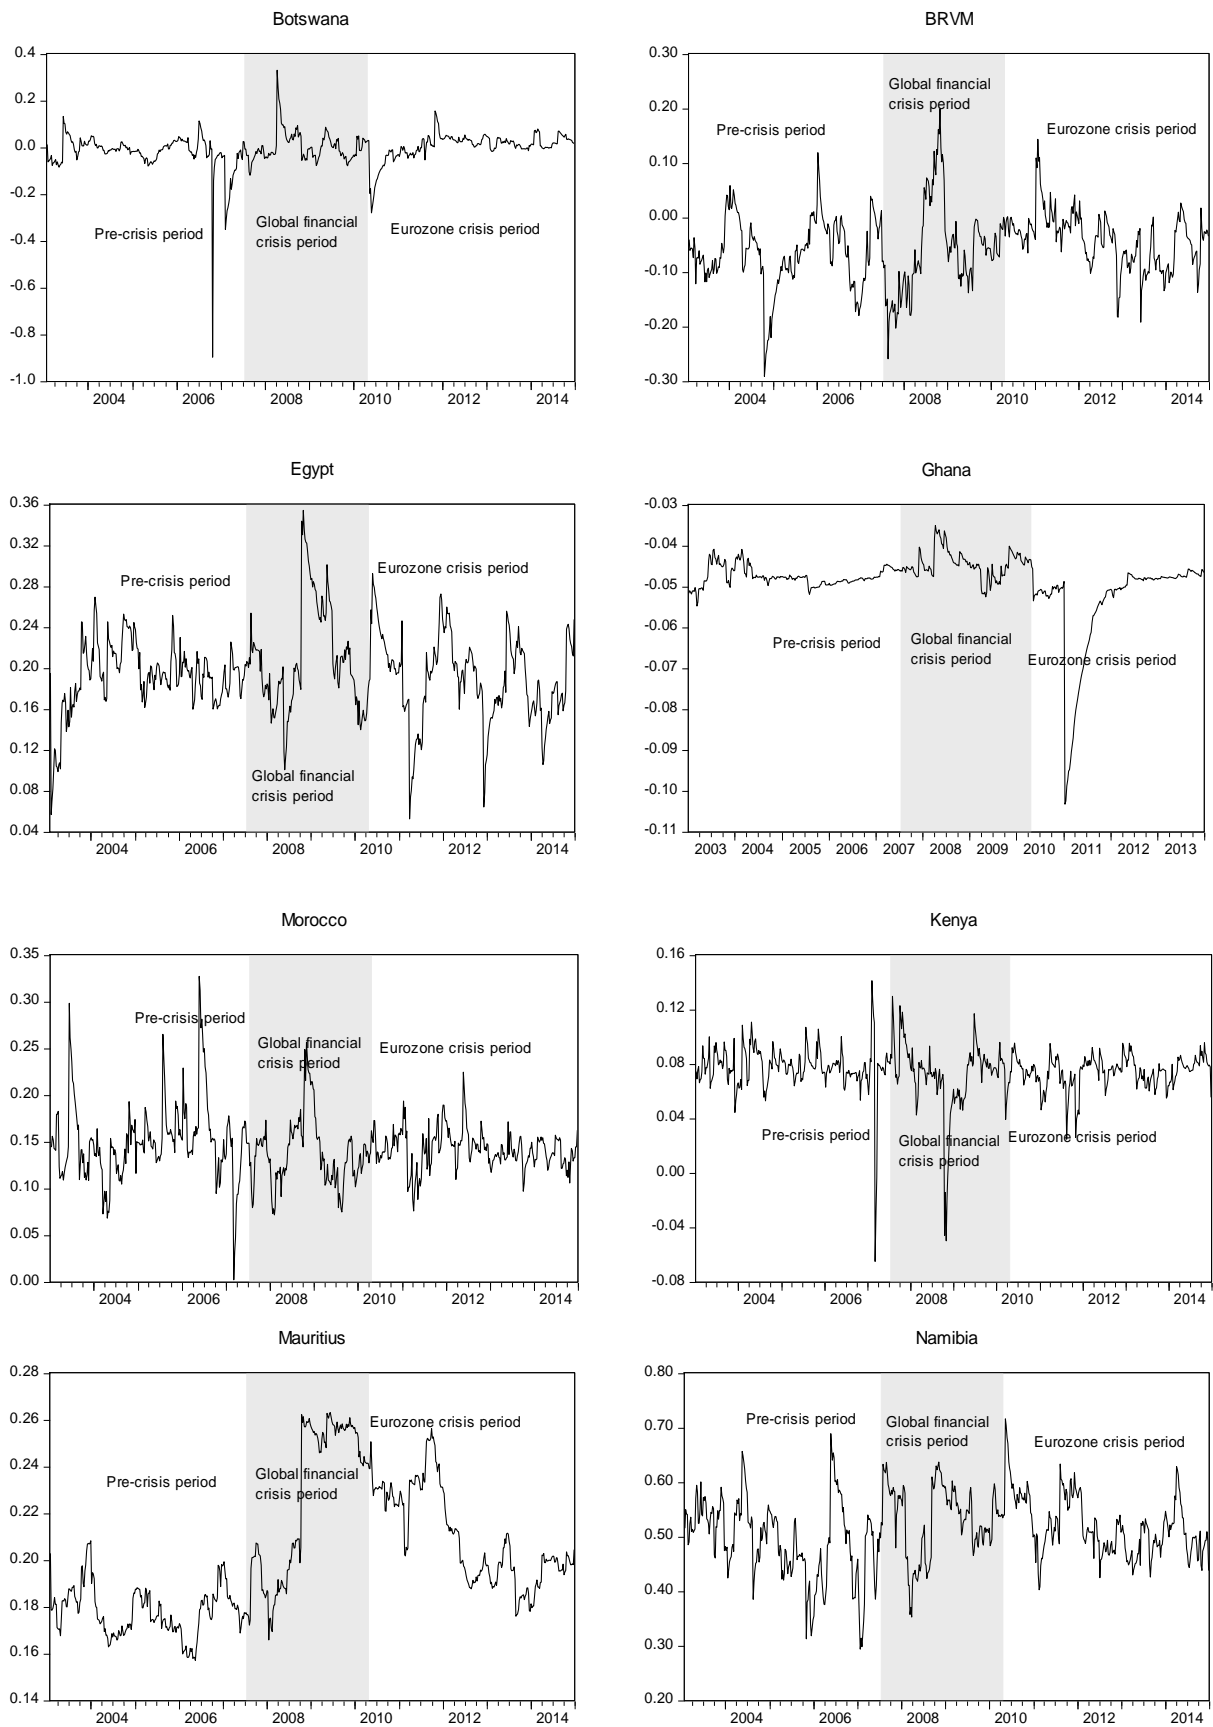 Botswana
0.4
0.2
0.0
-0.2
-0.4
-0.6
-0.8
-1.0
Pre-crisis period
Global financial
crisis period
Eurozone crisis period
2004 2006 2008 2010 2012 2014
BRVM
0.30
0.20
0.10
0.00
-0.10
-0.20
-0.30
Global financial
crisis period
Pre-crisis period
Eurozone crisis period
2004 2006 2008 2010 2012 2014
Egypt
0.36
0.32
0.28
0.24
0.20
0.16
0.12
0.08
0.04
Pre-crisis period
Eurozone crisis period
Global financial
crisis period
2004 2006 2008 2010 2012 2014
Ghana
-0.03
-0.04
-0.05
-0.06
-0.07
-0.08
-0.09
-0.10
-0.11
Pre-crisis period
Global financial
crisis period
Eurozone crisis period
2003 2004 2005 2006 2007 2008 2009 2010 2011 2012 2013
Morocco
0.35
0.30
0.25
0.20
0.15
0.10
0.05
0.00
Pre-crisis period
Global financial
crisis period
Eurozone crisis period
2004 2006 2008 2010 2012 2014
Kenya
0.16
0.12
0.08
0.04
0.00
-0.04
-0.08
Pre-crisis period
Global financial
crisis period
Eurozone crisis period
2004 2006 2008 2010 2012 2014
Mauritius
0.28
0.26
0.24
0.22
0.20
0.18
0.16
0.14
Eurozone crisis period
Pre-crisis period
Global financial
crisis period
2004 2006 2008 2010 2012 2014
Namibia
0.80
0.70
0.60
0.50
0.40
0.30
0.20
Pre-crisis period
Global financial
crisis period
Eurozone crisis period
2004 2006 2008 2010 2012 2014